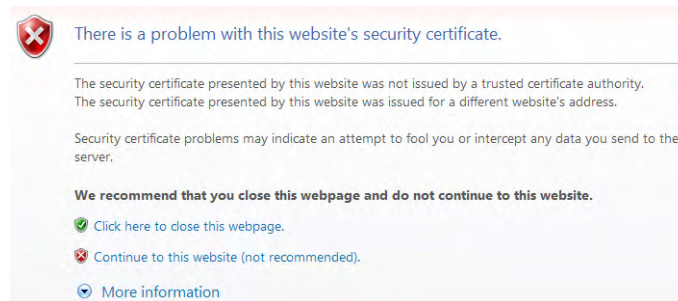 There is a problem with this website's security certificate.
The security certificate presented by this website was not issued by a trusted certificate authority.
The security certificate presented by this website was issued for a different website's address.
Security certificate problems may indicate an attempt to fool you or intercept any data you send to the
server.
We recommend that you close this webpage and do not continue to this website.
Click here to close this webpage.
Continue to this website (not recommended).
More information